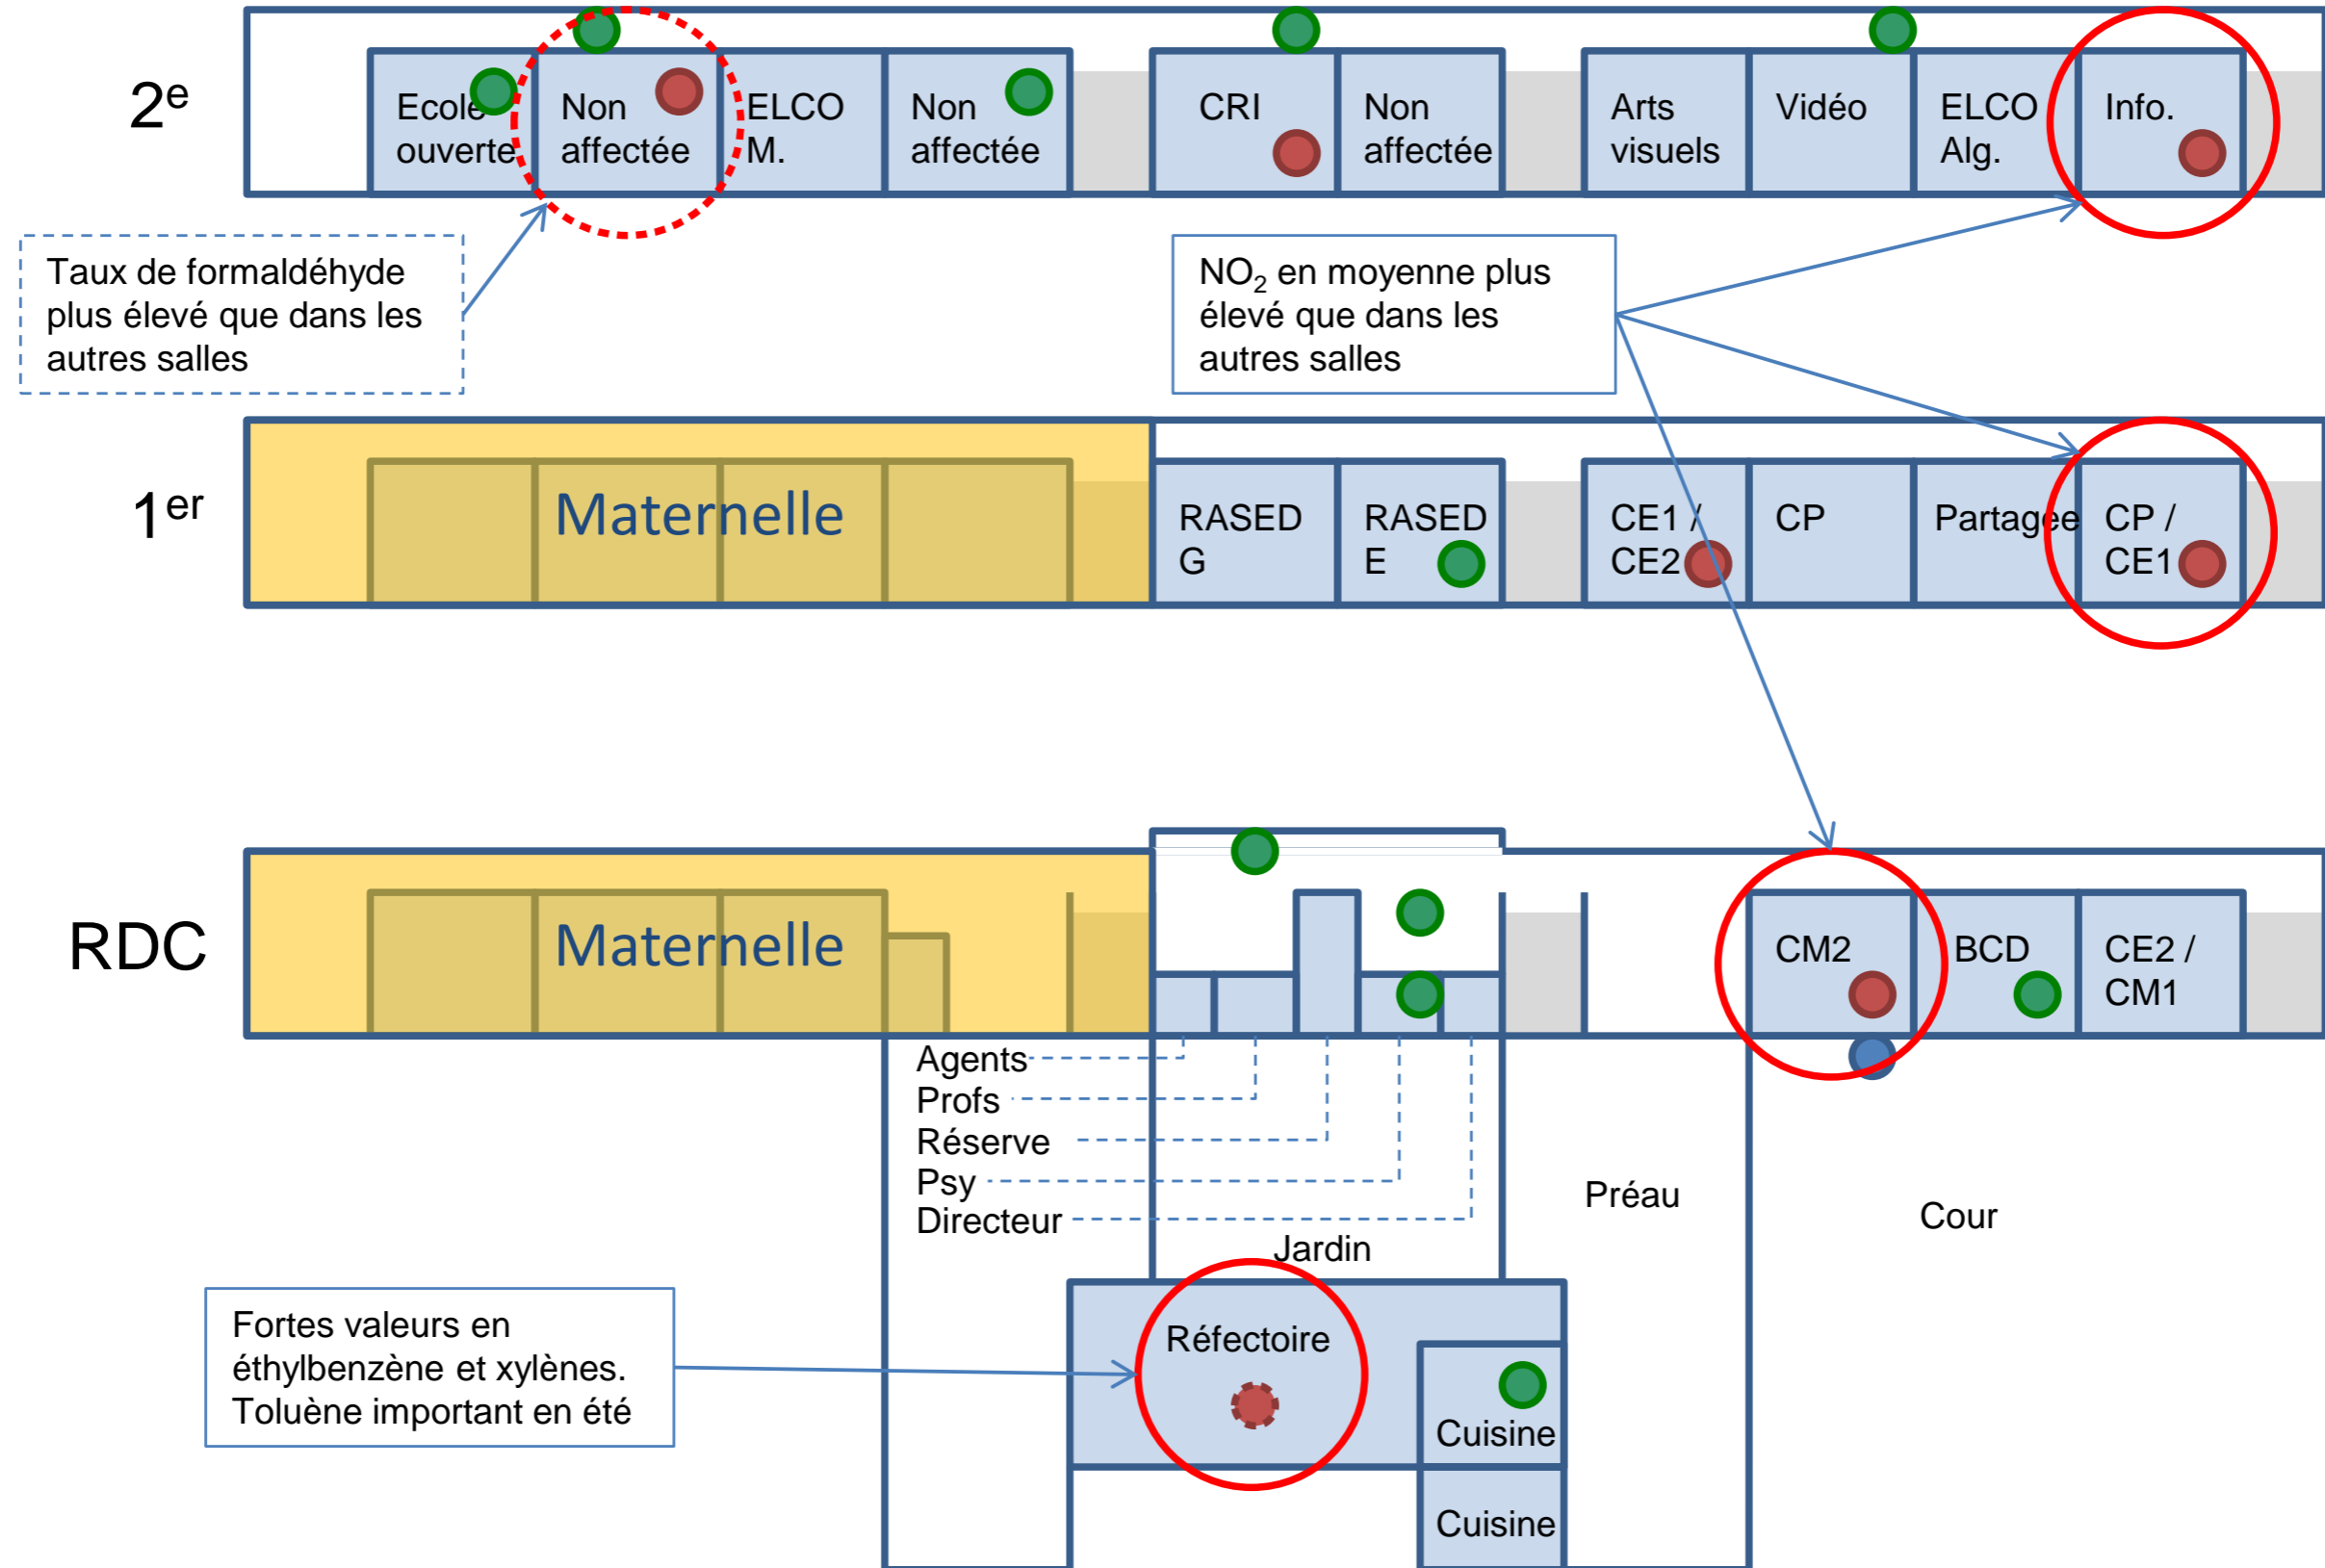 2e
Ecole
ouverte
Non
affectée
ELCO
M.
Non
affectée
CRI
Non
affectée
Arts
visuels
Vidéo
ELCO
Alg.
Info.
Taux de formaldéhyde
plus élevé que dans les
autres salles
NO2 en moyenne plus
élevé que dans les
autres salles
1er
Maternelle
RASED
G
RASED
E
CE1 /
CE2
CP
Partagée
CP /
CE1
RDC
Maternelle
CM2
BCD
CE2 /
CM1
Agents
Profs
Réserve
Psy
Directeur
Jardin
Préau
Cour
Fortes valeurs en
éthylbenzène et xylènes.
Toluène important en été
Réfectoire
Cuisine
Cuisine